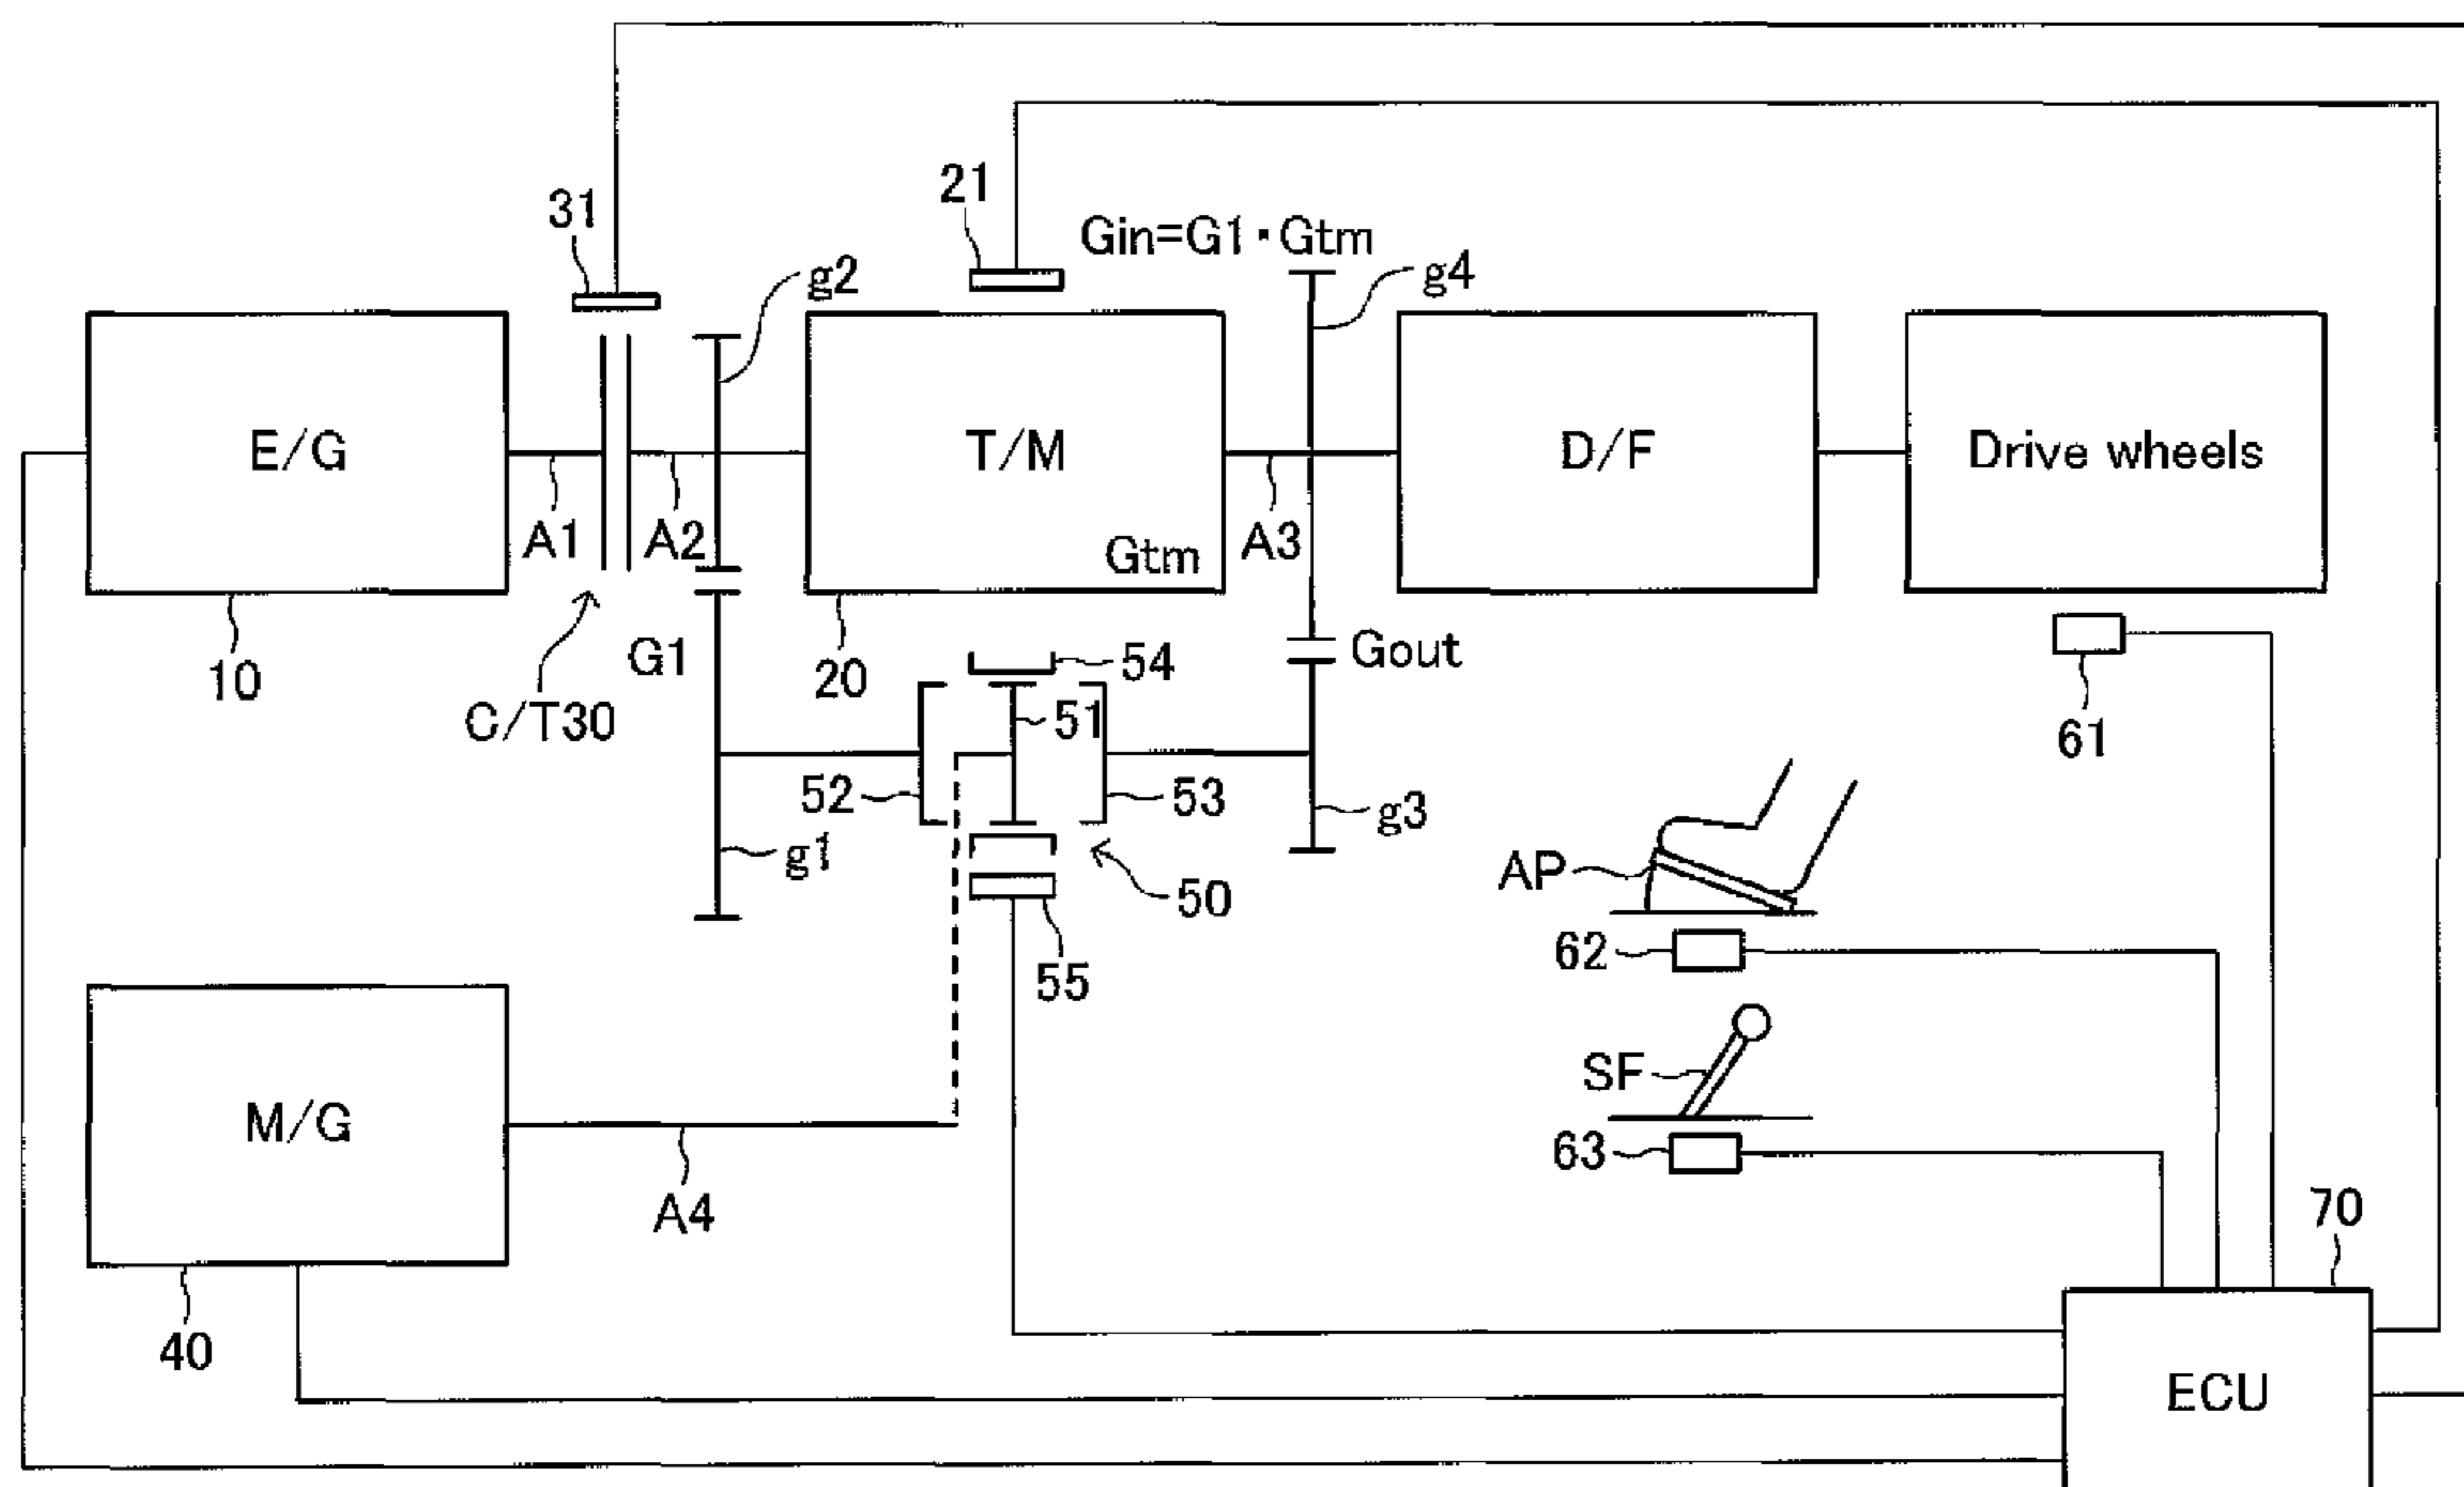 31
21
Gin=G1・Gtm
g2
g4
E/G
T/M
D/F
Drive wheels
A1
A2
Gtm
A3
10
G1
20
54
Gout
C/T30
51
61
52
53
g3
g1
AP
50
62
55
SF
M/G
63
A4
70
40
ECU